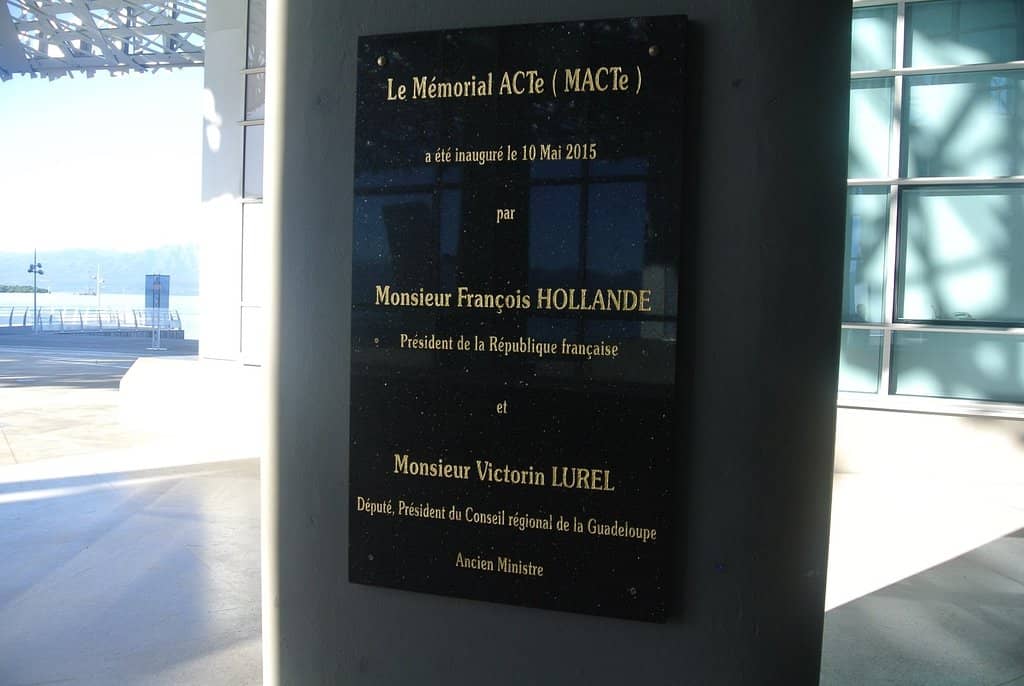 Le Mémorial ACTe ( MACTe )
a été inauguré le 10 Mai 2015
par
Monsieur François HOLLANDE
Président de la République française
et
Monsieur Victorin LUREL
Député, Président du Conseil régional de la Guadeloupe
Ancien Ministre